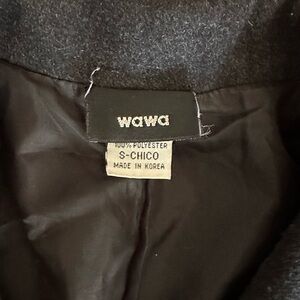 wawa
100% POLYESTER
S-CHICO
MADE IN KOREA